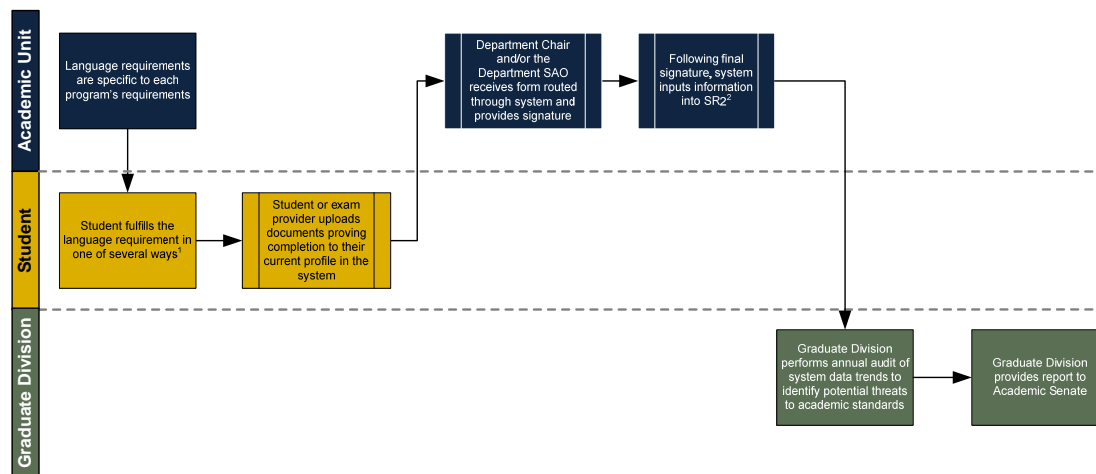 Academic Unit
Language requirements
are specific to each
program's requirements
Department Chair
and/or the
Department SAO
receives form routed
through system and
provides signature
Following final
signature, system
inputs information
into SR2²
Student
Student fulfills the
language requirement in
one of several ways¹
Student or exam
provider uploads
documents proving
completion to their
current profile in the
system
Graduate Division
Graduate Division
performs annual audit of
system data trends to
identify potential threats
to academic standards
Graduate Division
provides report to
Academic Senate